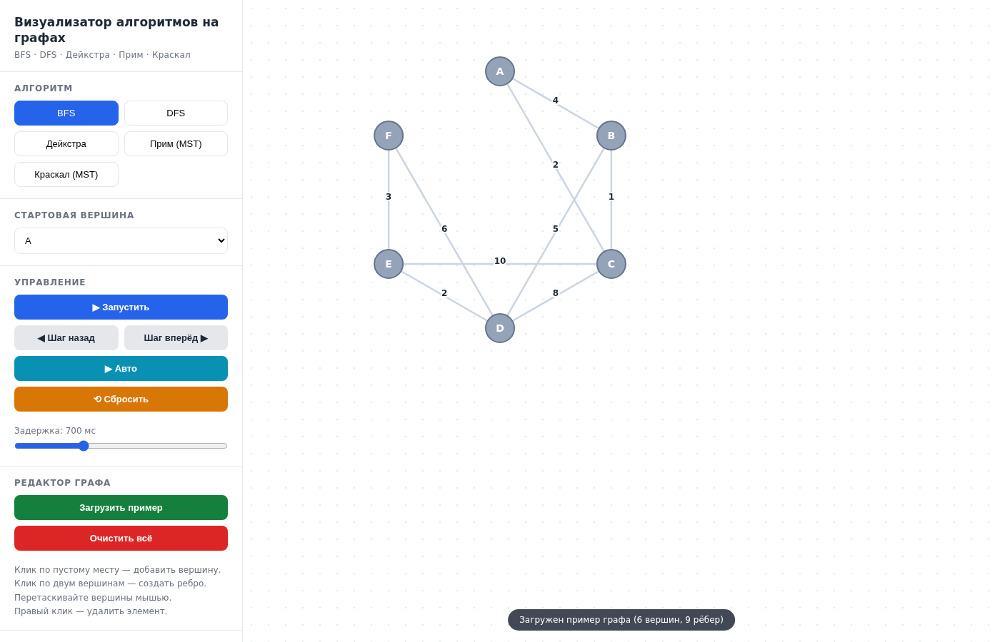 Визуализатор алгоритмов на
графах
BFS · DFS · Дейкстра · Прим · Краскал
АЛГОРИТМ
BFS
DFS
Дейкстра
Прим (MST)
Краскал (MST)
СТАРТОВАЯ ВЕРШИНА
A
УПРАВЛЕНИЕ
▶ Запустить
◀ Шаг назад
Шаг вперёд ▶
▶ Авто
⟲ Сбросить
Задержка: 700 мс
РЕДАКТОР ГРАФА
Загрузить пример
Очистить всё
Клик по пустому месту — добавить вершину.
Клик по двум вершинам — создать ребро.
Перетаскивайте вершины мышью.
Правый клик — удалить элемент.
A
4
F
B
2
3
1
6
5
E
10
C
2
8
D
Загружен пример графа (6 вершин, 9 рёбер)